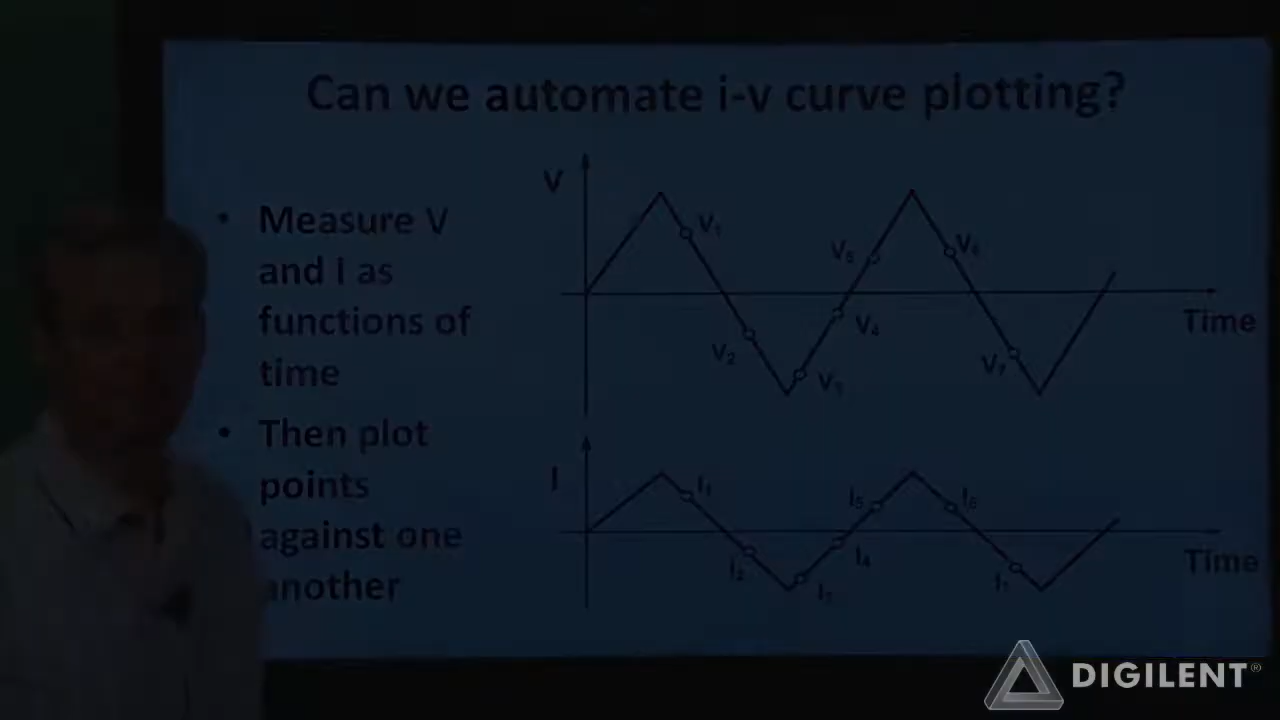 Can we automate i-v curve plotting?
• Measure V
and I as
functions of
time
• Then plot
points
against one
another
V
V₁
V₂
V₃
V₄
V₅
V₆
V₇
Time
I
I₁
I₂
I₃
I₄
I₅
I₆
I₇
Time
DIGILENT®